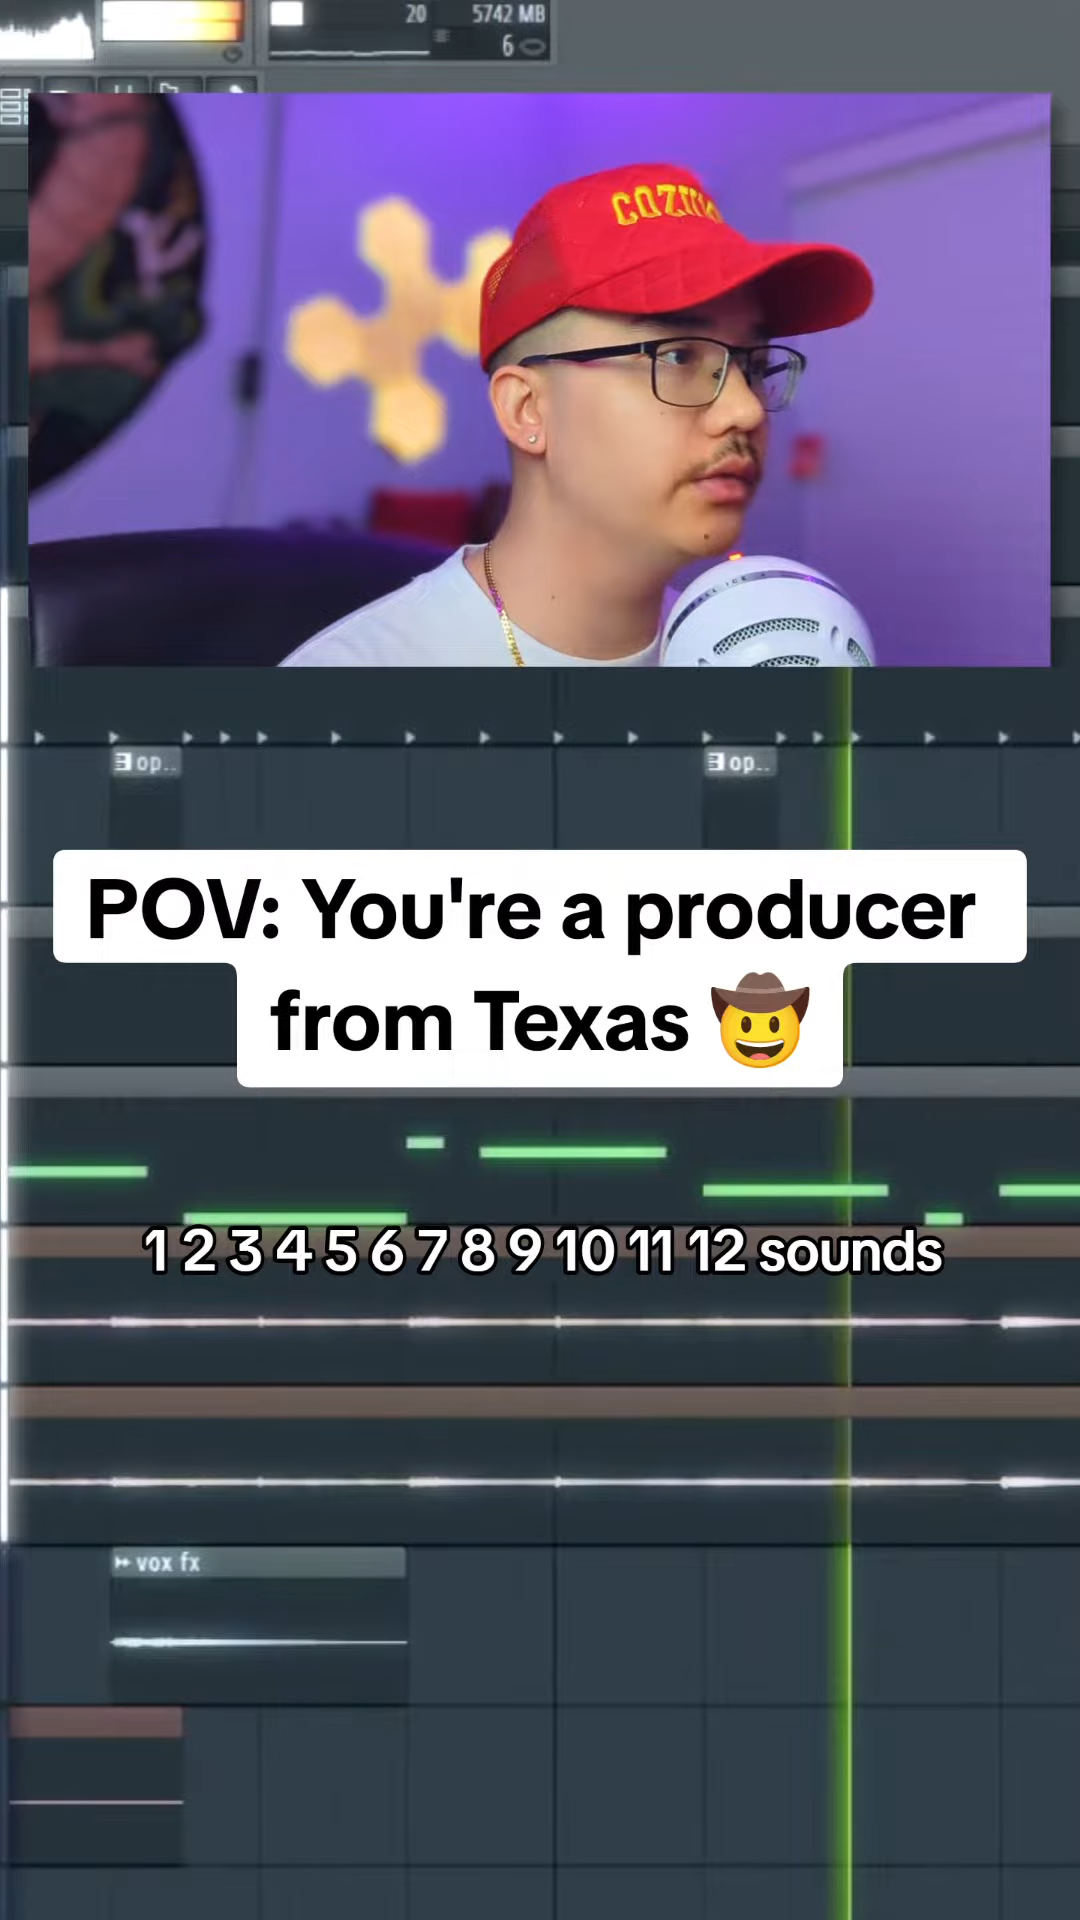 20 5742 MB
6
op..
op..
POV: You're a producer
from Texas 🤠
1 2 3 4 5 6 7 8 9 10 11 12 sounds
vox fx